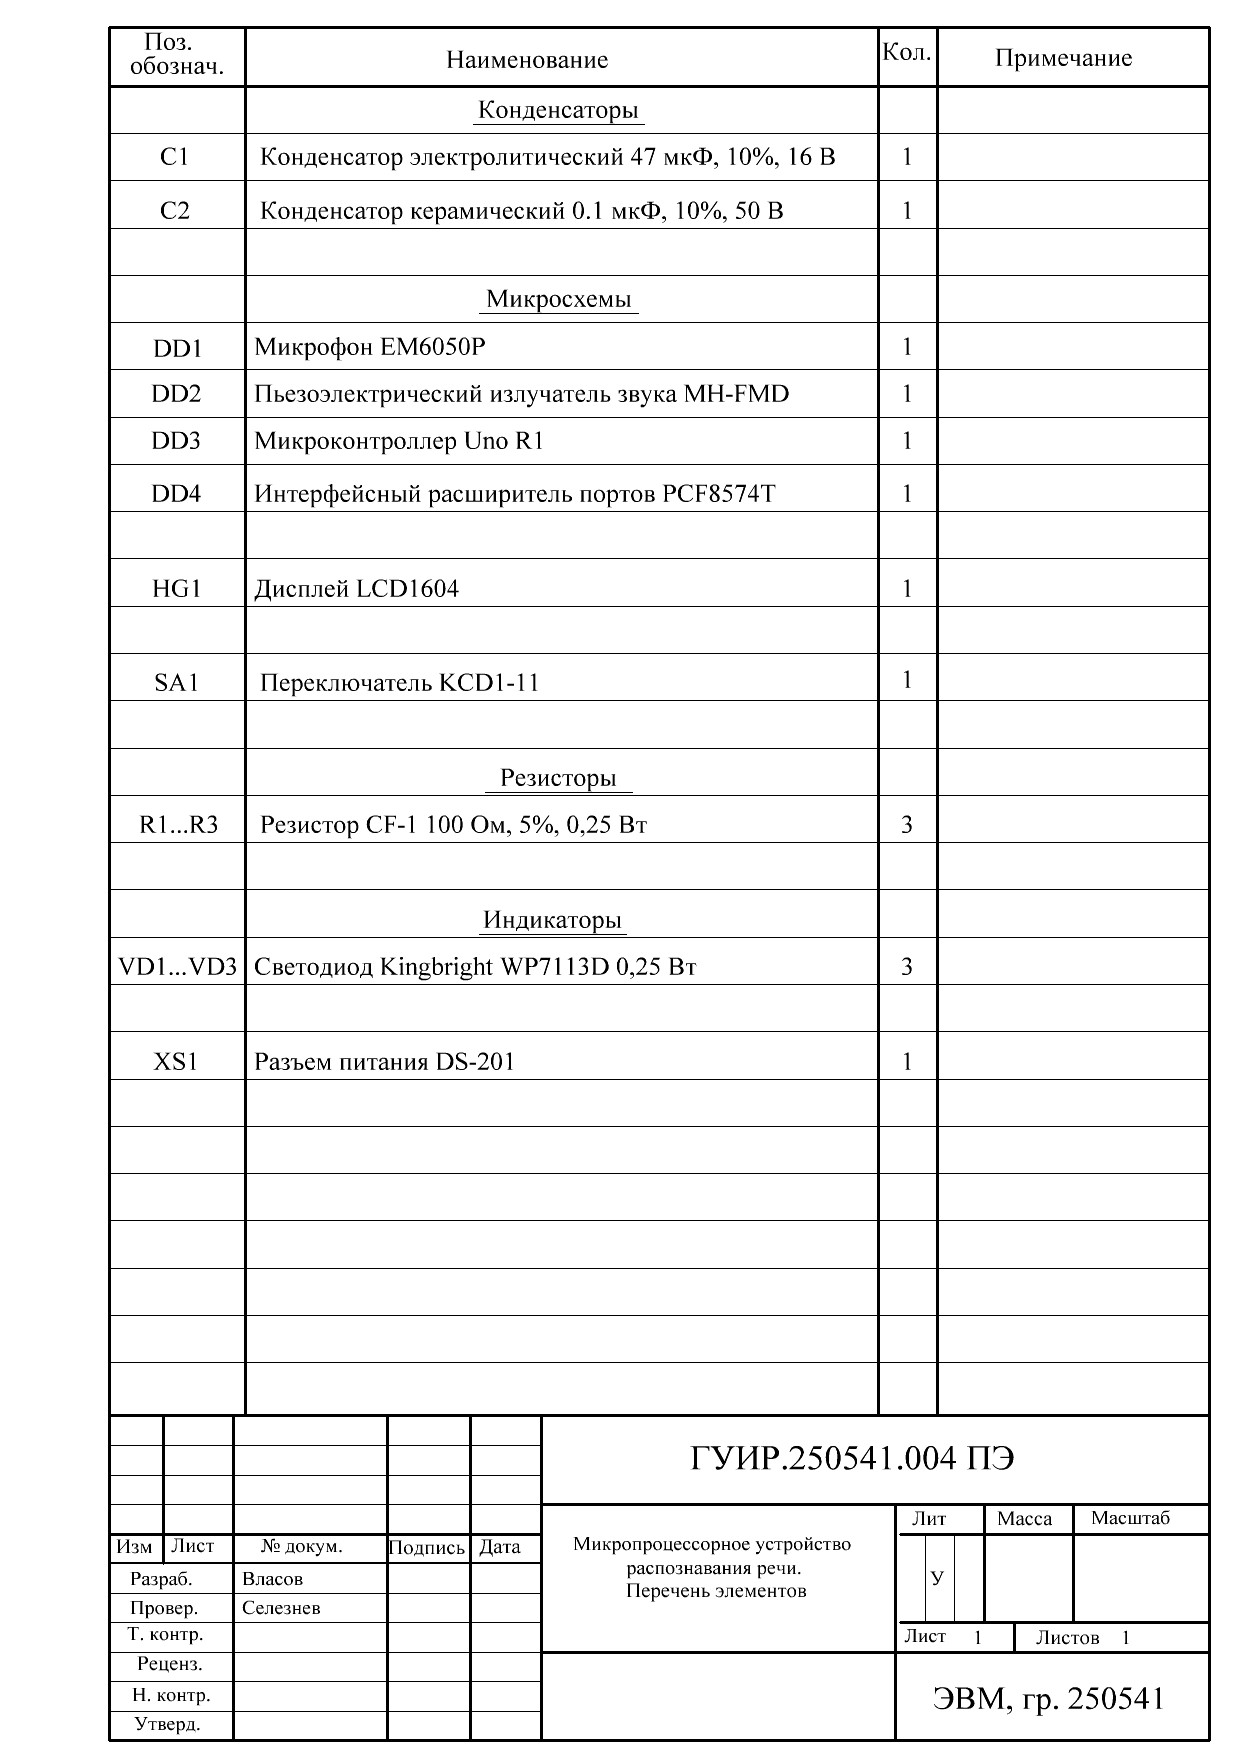 Поз. обознач. Наименование Кол. Примечание
Конденсаторы
C1 Конденсатор электролитический 47 мкФ, 10%, 16 В 1
C2 Конденсатор керамический 0.1 мкФ, 10%, 50 В 1
Микросхемы
DD1 Микрофон EM6050P 1
DD2 Пьезоэлектрический излучатель звука MH-FMD 1
DD3 Микроконтроллер Uno R1 1
DD4 Интерфейсный расширитель портов PCF8574T 1
HG1 Дисплей LCD1604 1
SA1 Переключатель KCD1-11 1
Резисторы
R1...R3 Резистор CF-1 100 Ом, 5%, 0,25 Вт 3
Индикаторы
VD1...VD3 Светодиод Kingbright WP7113D 0,25 Вт 3
XS1 Разъем питания DS-201 1
ГУИР.250541.004 ПЭ
Изм Лист № докум. Подпись Дата
Разраб. Власов
Провер. Селезнев
Т. контр.
Реценз.
Н. контр.
Утверд.
Микропроцессорное устройство
распознавания речи.
Перечень элементов
Лит Масса Масштаб
У
Лист 1 Листов 1
ЭВМ, гр. 250541